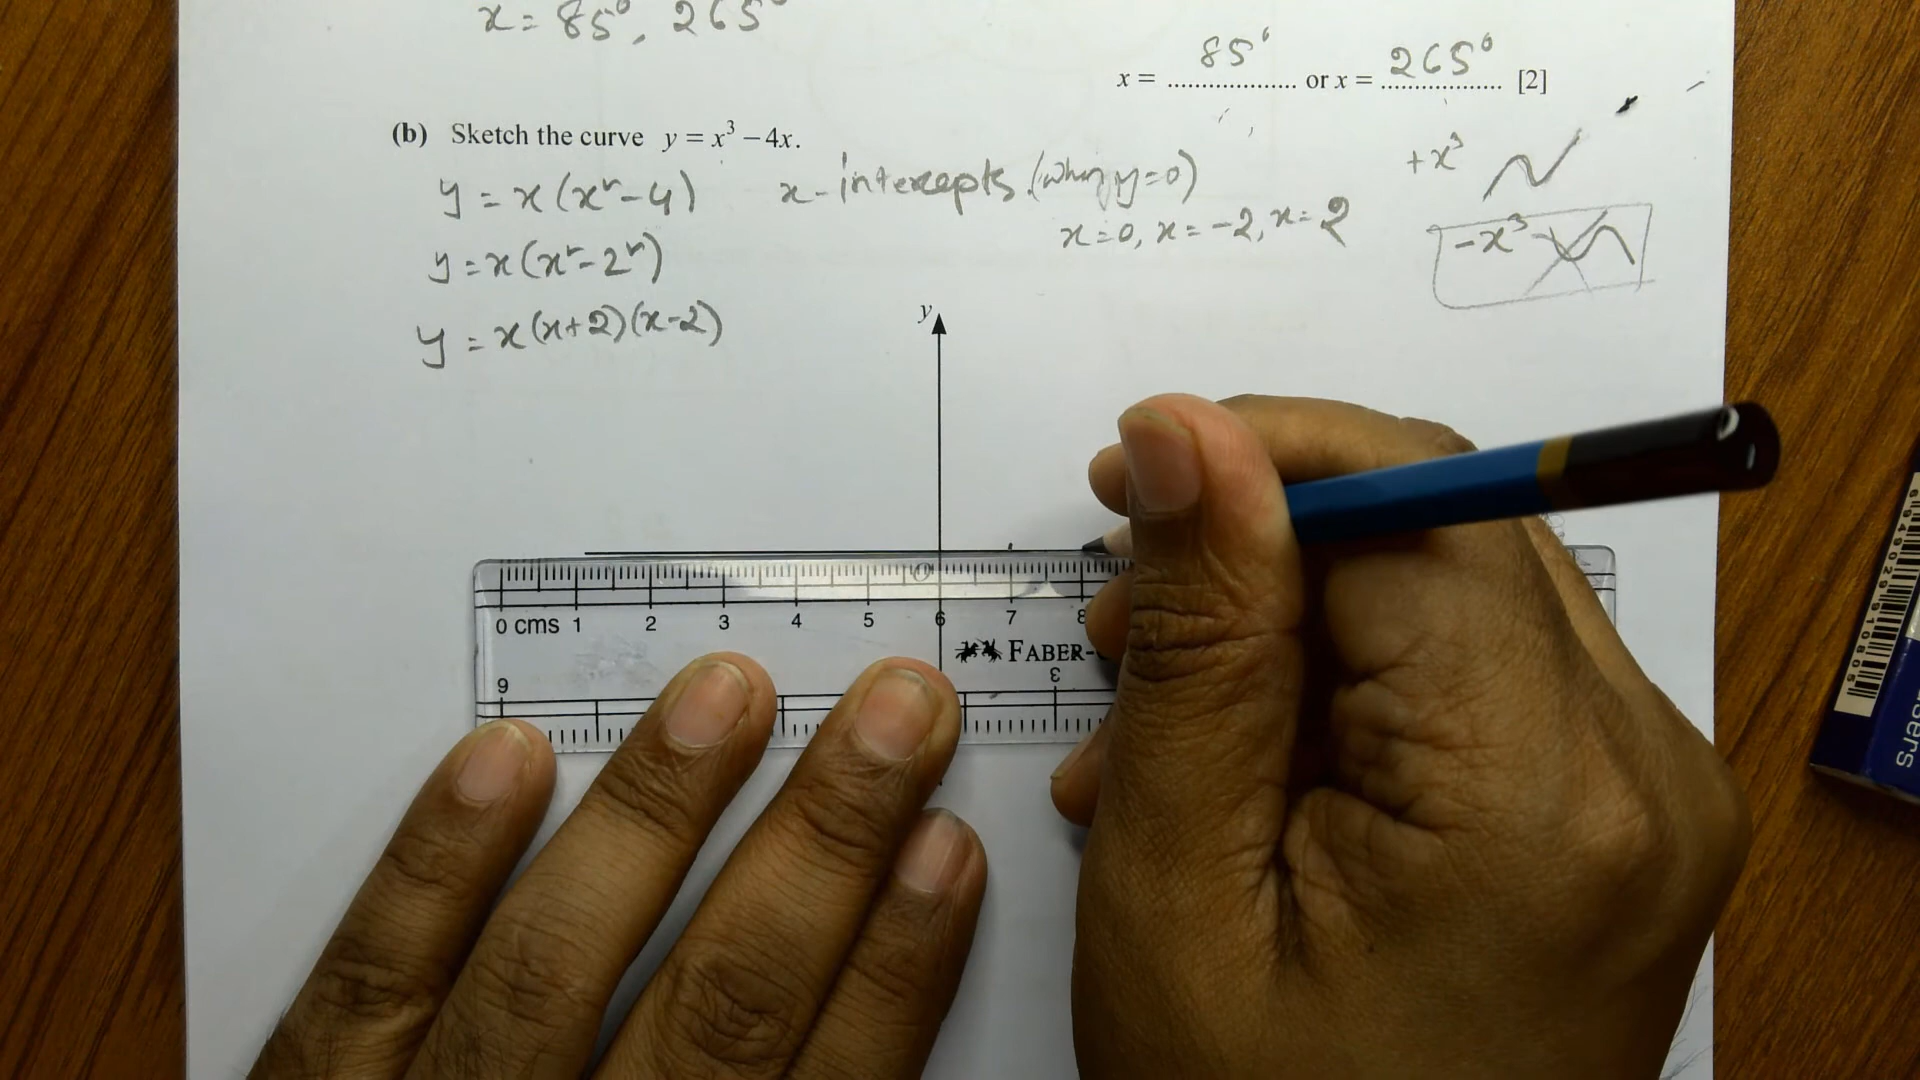 x = 85°, 265°
x = 85° or x = 265° [2]
(b) Sketch the curve y = x³ – 4x.
y = x(x² – 4)
x-intercepts (when y=0)
x=0, x=-2, x=2
+x³
-x³
y = x(x² – 2²)
y = x(x+2)(x-2)
y
0 cms 1 2 3 4 5 6 7 8
FABER-
9 3
6949029910805
sers